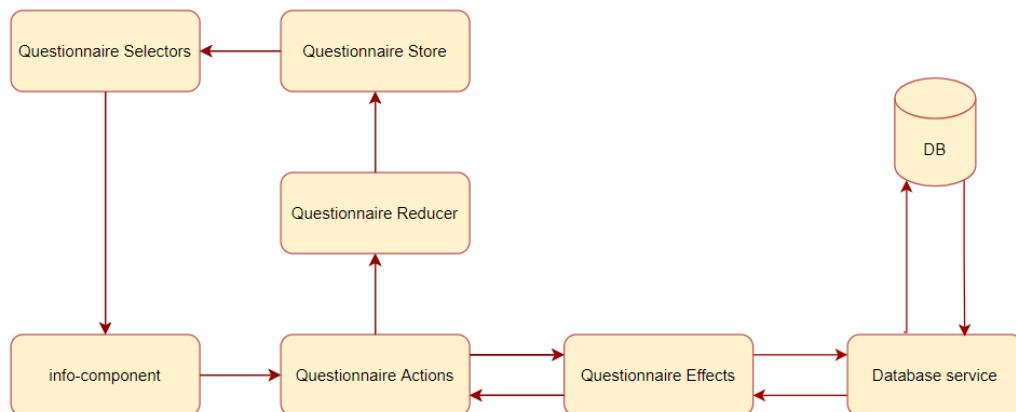 Questionnaire Selectors
Questionnaire Store
DB
Questionnaire Reducer
info-component
Questionnaire Actions
Questionnaire Effects
Database service